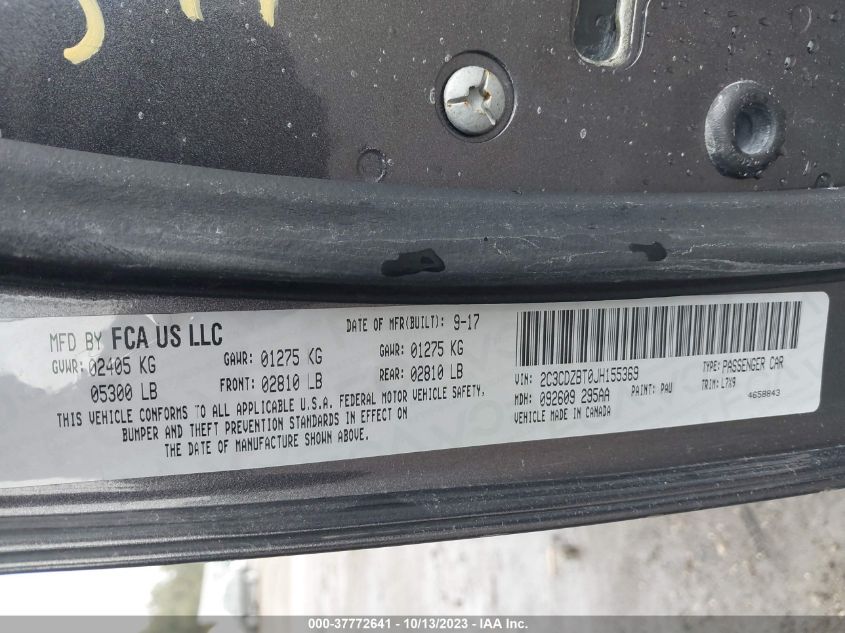 MFD BY FCA US LLC
DATE OF MFR(BUILT): 9-17
GVWR: 02405 KG
GAWR: 01275 KG
GAWR: 01275 KG
05300 LB
FRONT: 02810 LB
REAR: 02810 LB
THIS VEHICLE CONFORMS TO ALL APPLICABLE U.S.A. FEDERAL MOTOR VEHICLE SAFETY,
BUMPER AND THEFT PREVENTION STANDARDS IN EFFECT ON
THE DATE OF MANUFACTURE SHOWN ABOVE.
VIN: 2C3CDZBT0JH155369
TYPE: PASSENGER CAR
MDH: 092609 295AA
PAINT: PAU
TRIM: L7X9
VEHICLE MADE IN CANADA
4658843
000-37772641 - 10/13/2023 - IAA Inc.